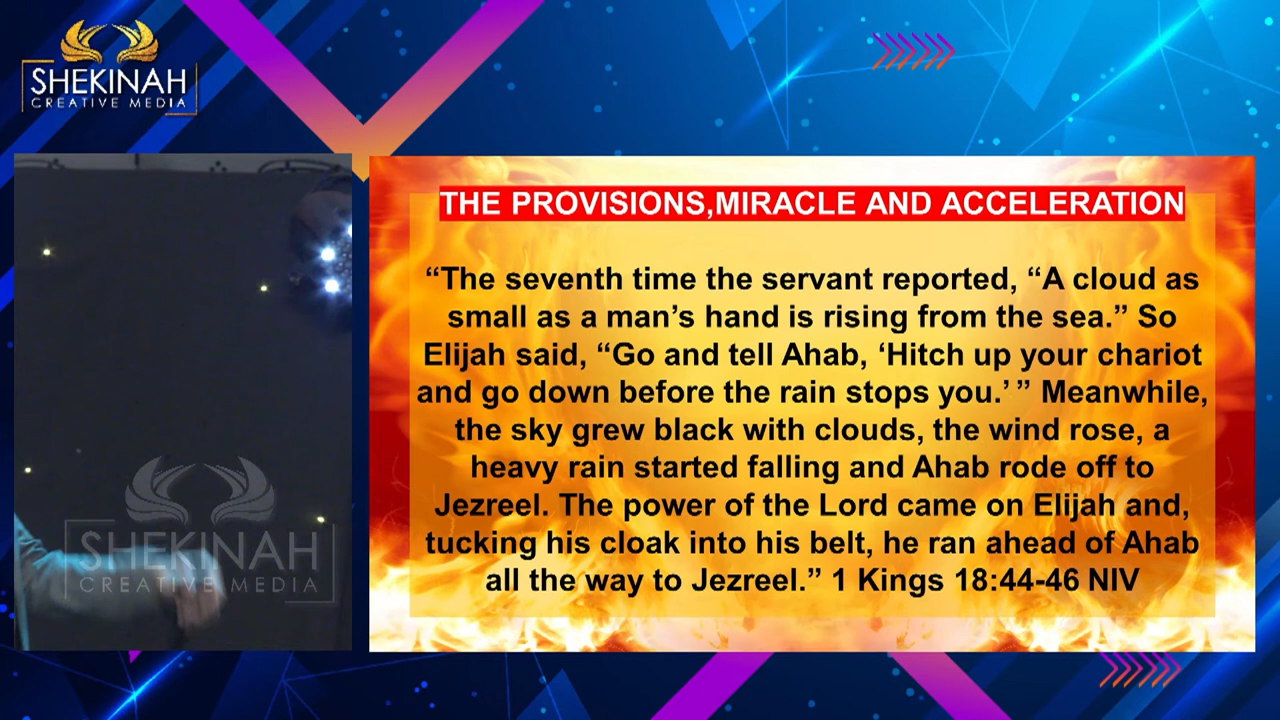 SHEKINAH
CREATIVE MEDIA
THE PROVISIONS,MIRACLE AND ACCELERATION
“The seventh time the servant reported, “A cloud as
small as a man’s hand is rising from the sea.” So
Elijah said, “Go and tell Ahab, ‘Hitch up your chariot
and go down before the rain stops you.’ ” Meanwhile,
the sky grew black with clouds, the wind rose, a
heavy rain started falling and Ahab rode off to
Jezreel. The power of the Lord came on Elijah and,
tucking his cloak into his belt, he ran ahead of Ahab
all the way to Jezreel.” 1 Kings 18:44-46 NIV
SHEKINAH
CREATIVE MEDIA